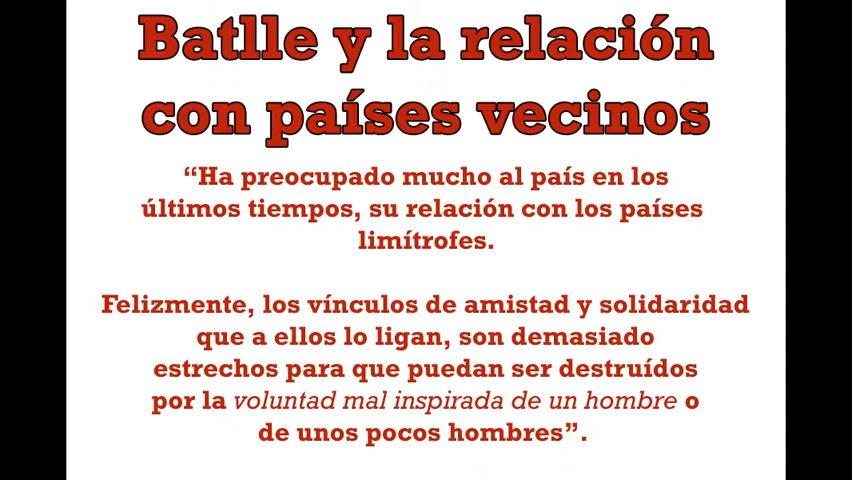 Batlle y la relación
con países vecinos
“Ha preocupado mucho al país en los
últimos tiempos, su relación con los países
limítrofes.
Felizmente, los vínculos de amistad y solidaridad
que a ellos lo ligan, son demasiado
estrechos para que puedan ser destruídos
por la voluntad mal inspirada de un hombre o
de unos pocos hombres”.